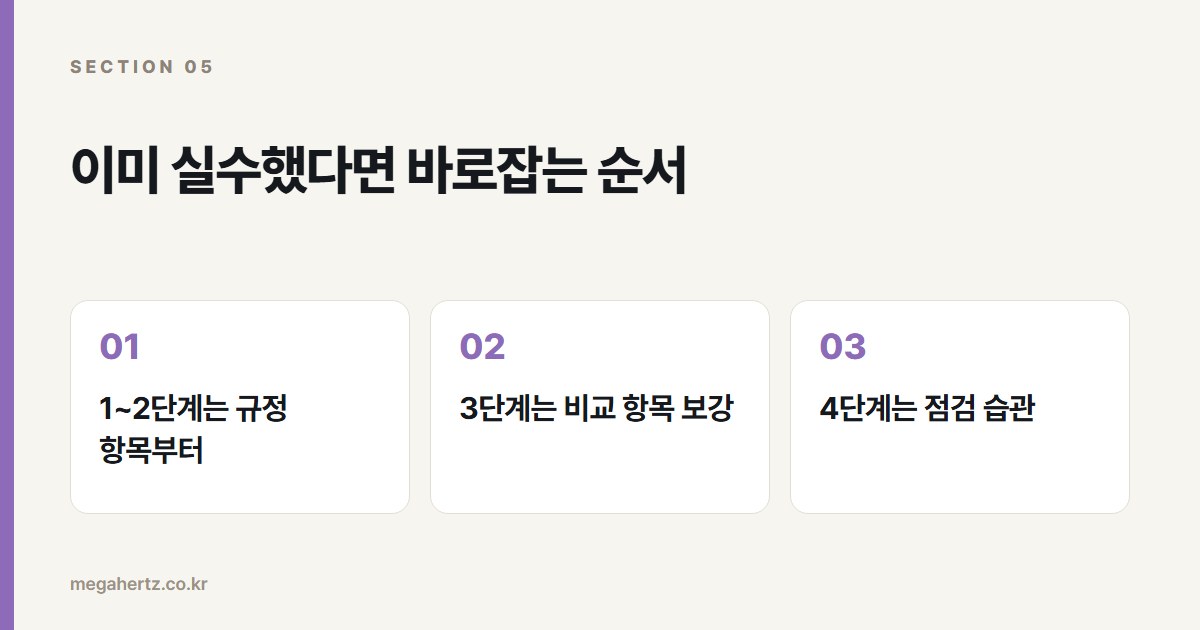 SECTION 05
이미 실수했다면 바로잡는 순서
01
1~2단계는 규정
항목부터
02
3단계는 비교 항목 보강
03
4단계는 점검 습관
megahertz.co.kr